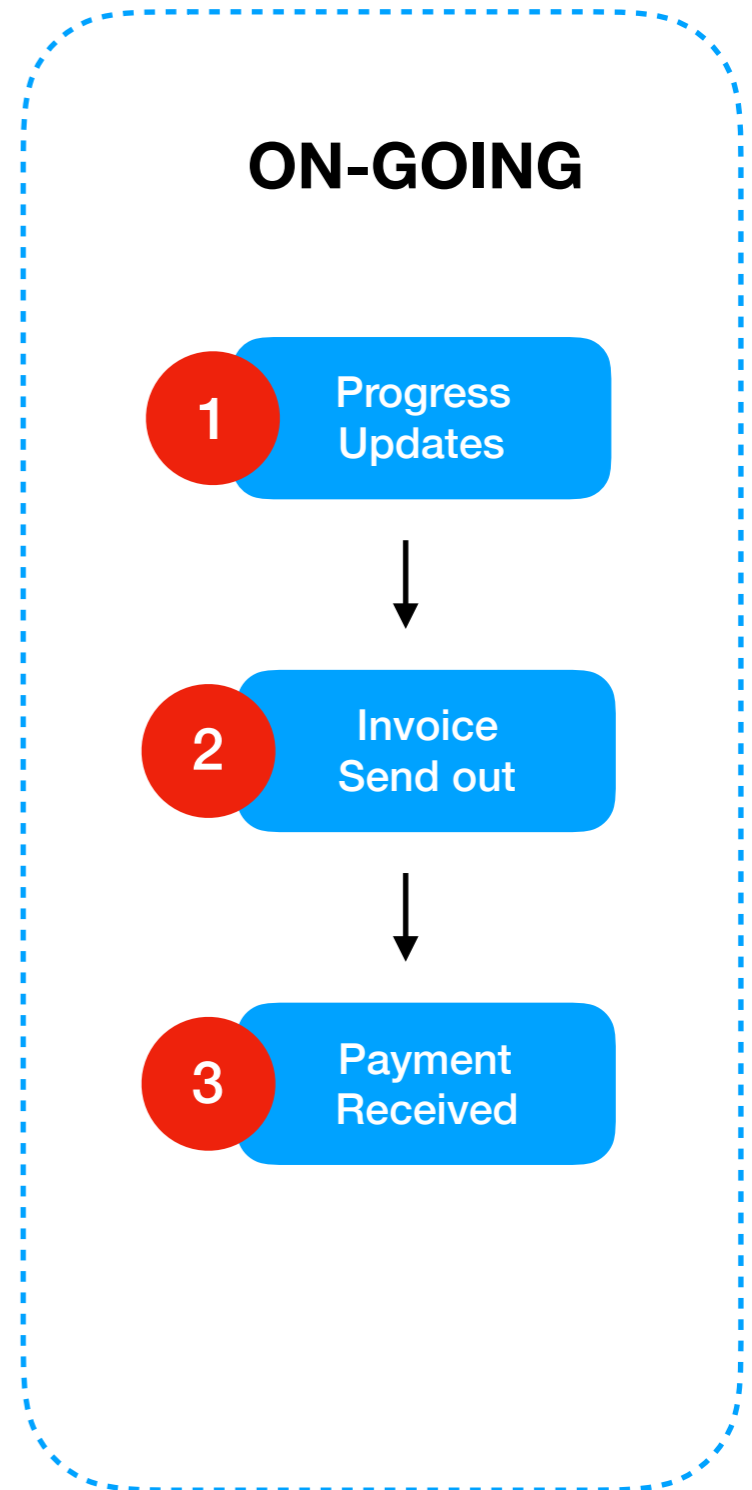 ON-GOING
1
Progress
Updates
2
Invoice
Send out
3
Payment
Received